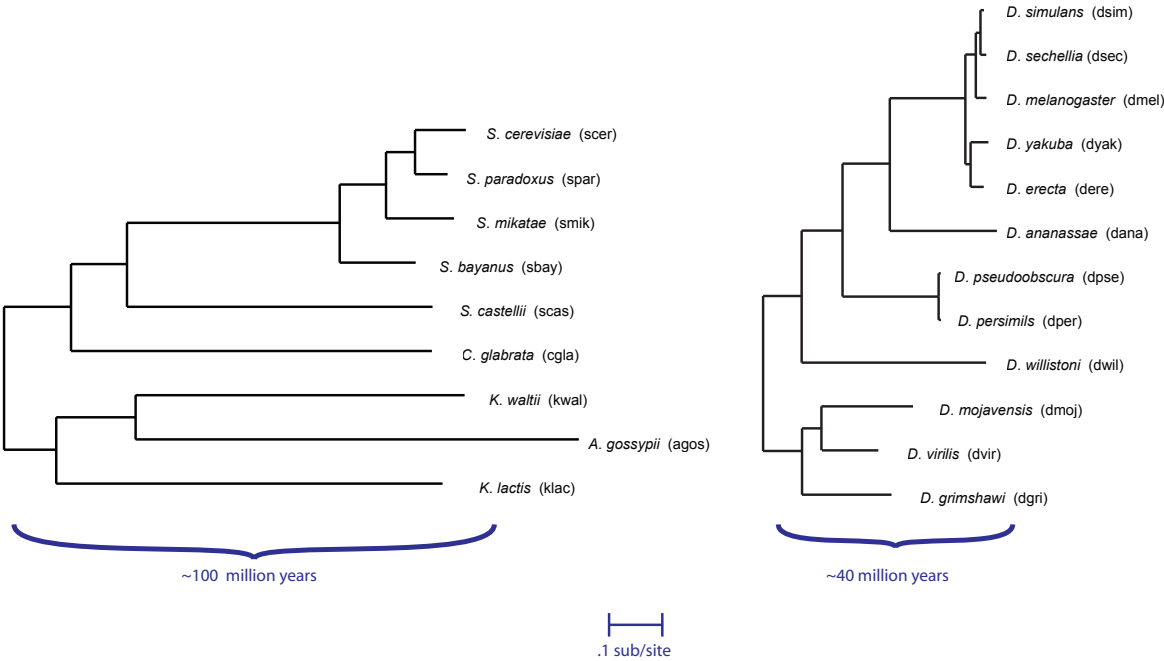 S. cerevisiae (scer)
S. paradoxus (spar)
S. mikatae (smik)
S. bayanus (sbay)
S. castellii (scas)
C. glabrata (cgla)
K. waltii (kwal)
A. gossypii (agos)
K. lactis (klac)
~100 million years
D. simulans (dsim)
D. sechellia (dsec)
D. melanogaster (dmel)
D. yakuba (dyak)
D. erecta (dere)
D. ananassae (dana)
D. pseudoobscura (dpse)
D. persimils (dper)
D. willistoni (dwil)
D. mojavensis (dmoj)
D. virilis (dvir)
D. grimshawi (dgri)
~40 million years
.1 sub/site